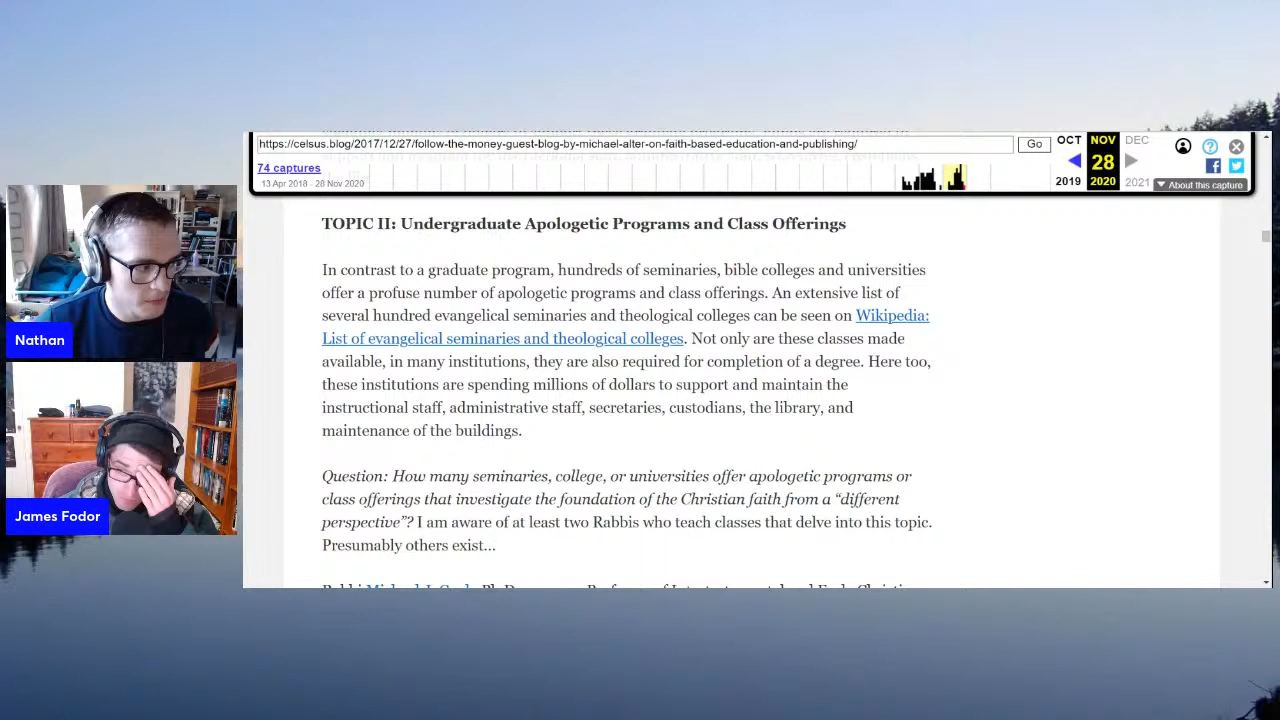 https://celsus.blog/2017/12/27/follow-the-money-guest-blog-by-michael-alter-on-faith-based-education-and-publishing/
Go
OCT
NOV
DEC
74 captures
28
13 Apr 2018 - 28 Nov 2020
2019
2020
2021
About this capture
TOPIC II: Undergraduate Apologetic Programs and Class Offerings
In contrast to a graduate program, hundreds of seminaries, bible colleges and universities
offer a profuse number of apologetic programs and class offerings. An extensive list of
several hundred evangelical seminaries and theological colleges can be seen on Wikipedia:
List of evangelical seminaries and theological colleges. Not only are these classes made
available, in many institutions, they are also required for completion of a degree. Here too,
these institutions are spending millions of dollars to support and maintain the
instructional staff, administrative staff, secretaries, custodians, the library, and
maintenance of the buildings.
Question: How many seminaries, college, or universities offer apologetic programs or
class offerings that investigate the foundation of the Christian faith from a “different
perspective”? I am aware of at least two Rabbis who teach classes that delve into this topic.
Presumably others exist...
Nathan
James Fodor